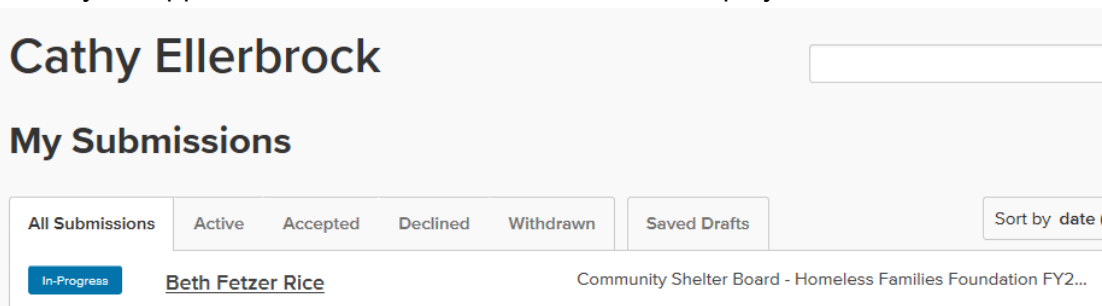 Cathy Ellerbrock
My Submissions
All Submissions Active Accepted Declined Withdrawn Saved Drafts Sort by date (
In-Progress Beth Fetzer Rice Community Shelter Board - Homeless Families Foundation FY2...